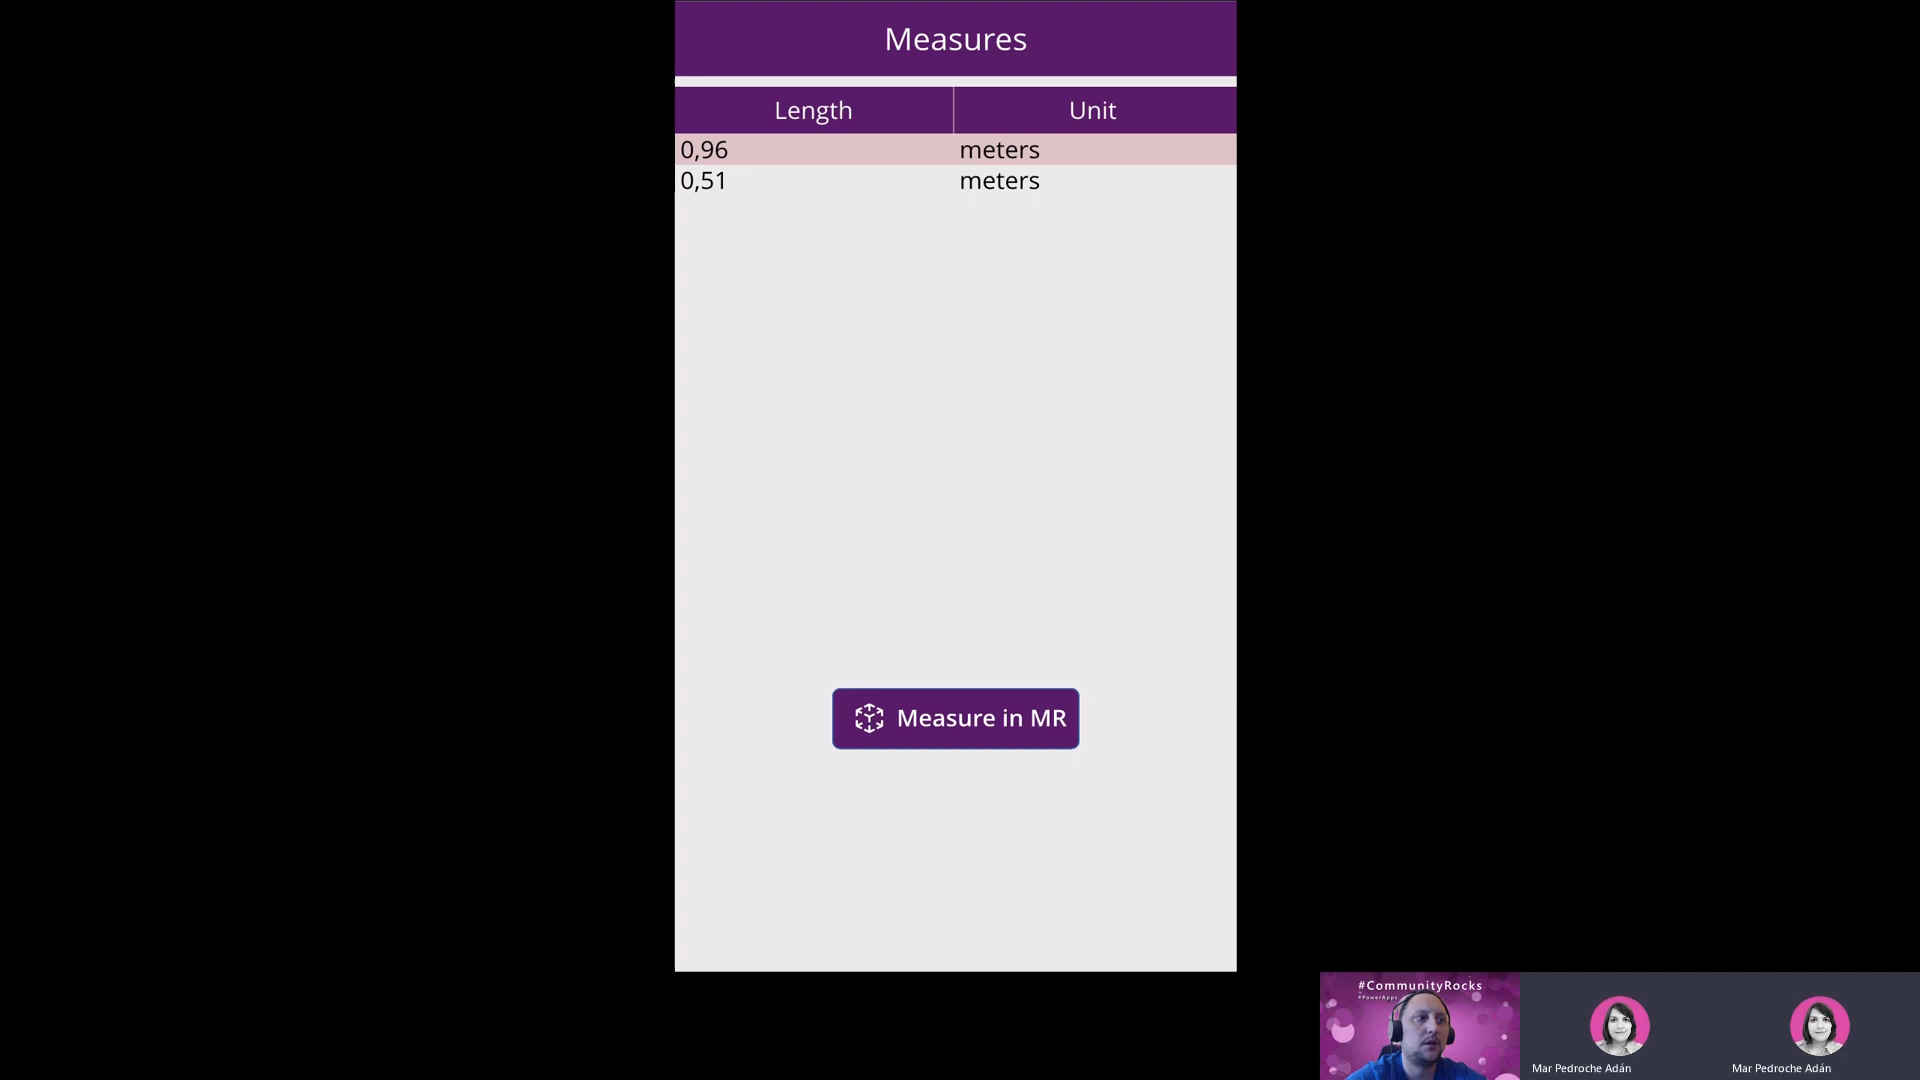 Measures
Length Unit
0,96 meters
0,51 meters
Measure in MR
#CommunityRocks
#PowerApps
Mar Pedroche Adán
Mar Pedroche Adán